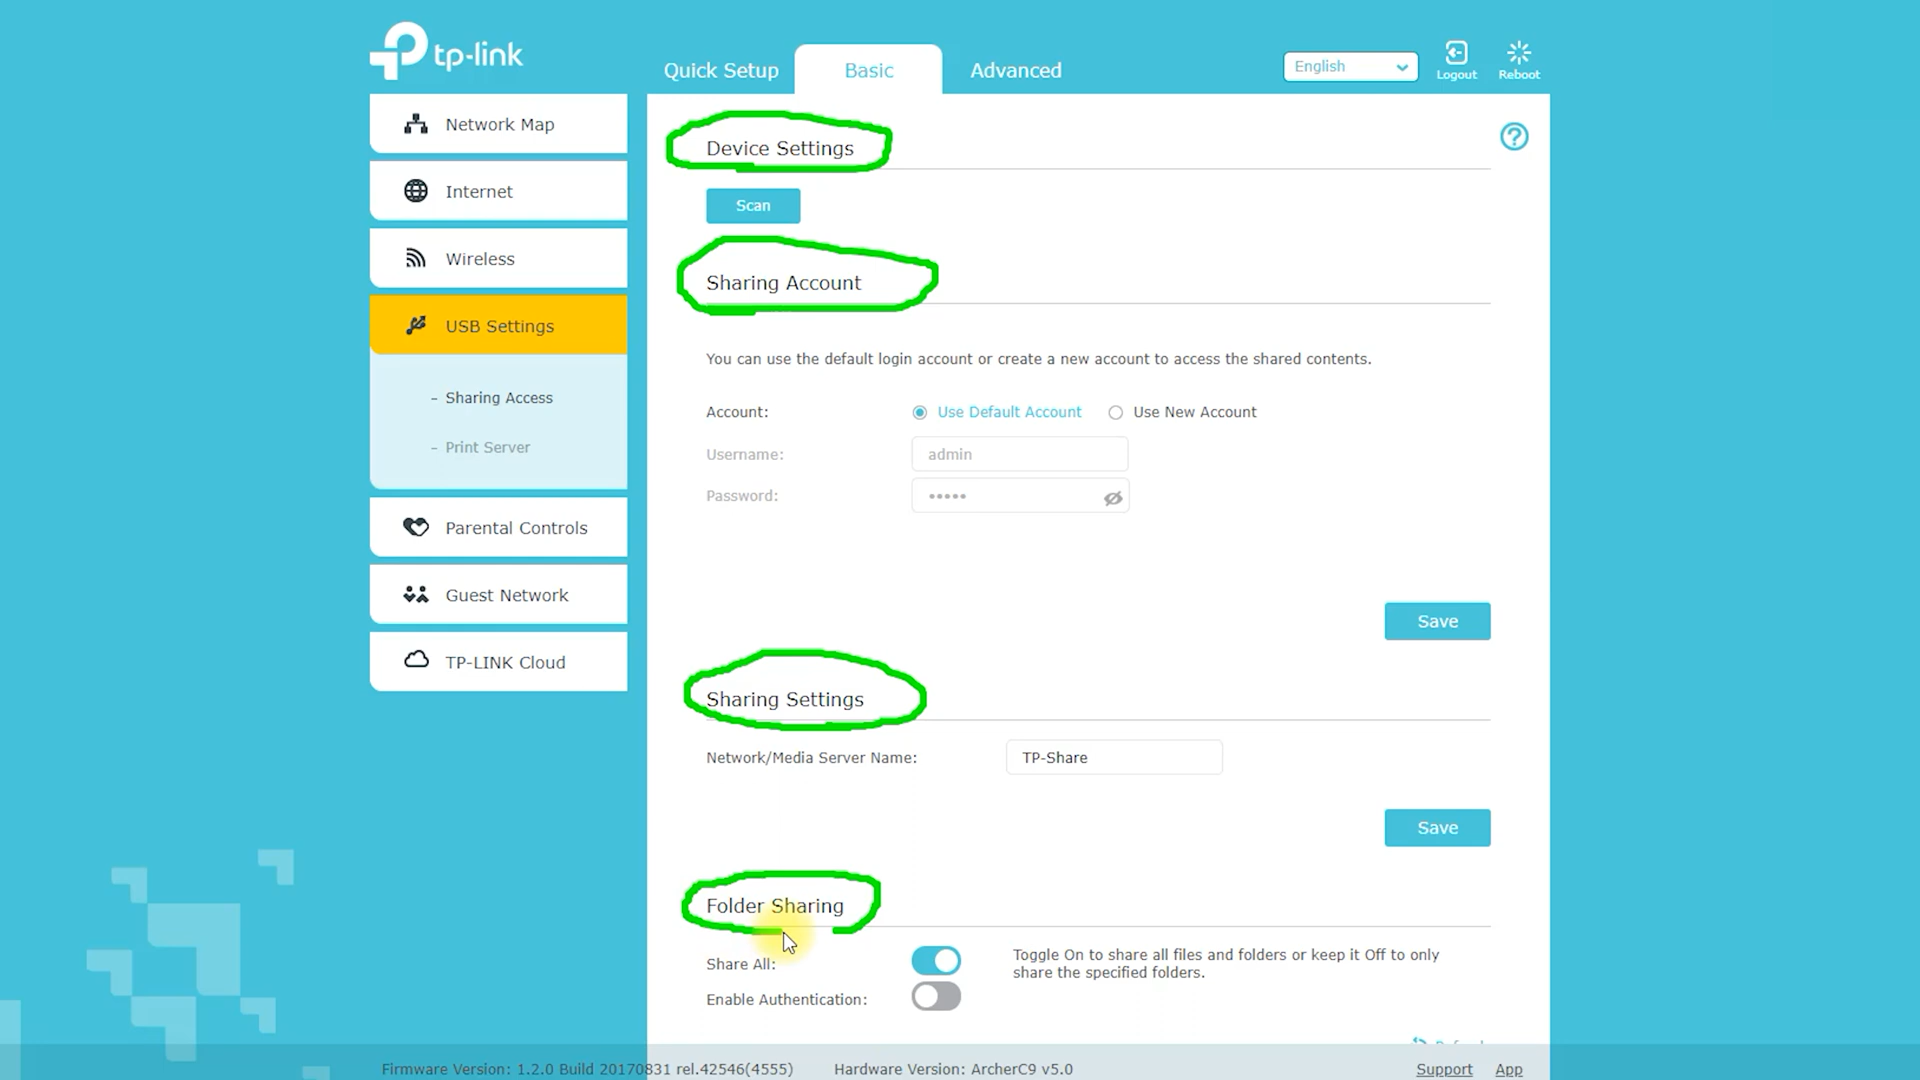 tp-link
Quick Setup
Basic
Advanced
English
Logout
Reboot
Network Map
Internet
Wireless
USB Settings
- Sharing Access
- Print Server
Parental Controls
Guest Network
TP-LINK Cloud
Device Settings
Scan
Sharing Account
You can use the default login account or create a new account to access the shared contents.
Account: Use Default Account Use New Account
Username: admin
Password: •••••
Save
Sharing Settings
Network/Media Server Name: TP-Share
Save
Folder Sharing
Share All: Toggle On to share all files and folders or keep it Off to only
share the specified folders.
Enable Authentication:
Firmware Version: 1.2.0 Build 20170831 rel.42546(4555) Hardware Version: ArcherC9 v5.0 Support App